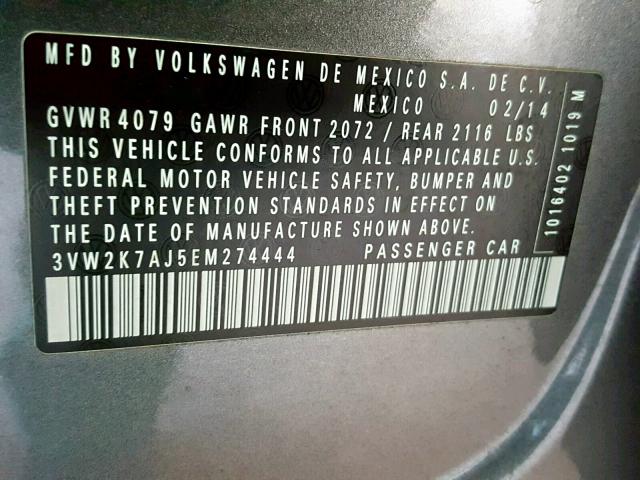 MFD BY VOLKSWAGEN DE MEXICO S.A. DE C.V.
MEXICO 02/14
GVWR 4079 GAWR FRONT 2072 / REAR 2116 LBS
THIS VEHICLE CONFORMS TO ALL APPLICABLE U.S.
FEDERAL MOTOR VEHICLE SAFETY, BUMPER AND
THEFT PREVENTION STANDARDS IN EFFECT ON
THE DATE OF MANUFACTURE SHOWN ABOVE.
3VW2K7AJ5EM274444 PASSENGER CAR
1016402 1019 M